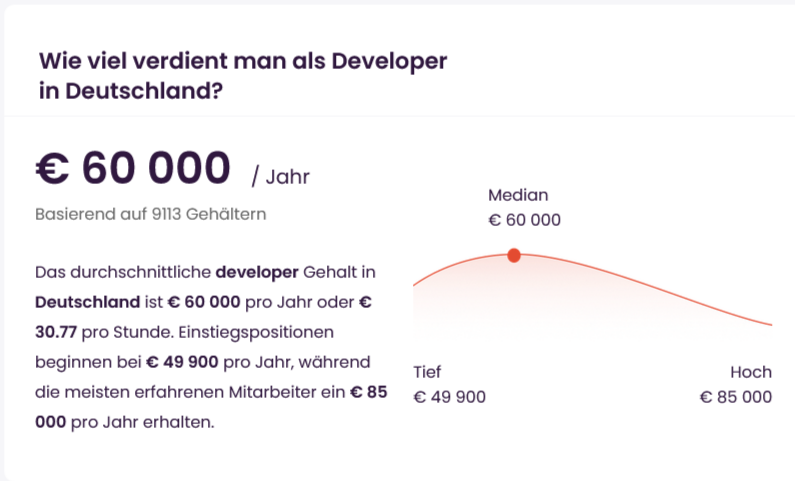 Wie viel verdient man als Developer
in Deutschland?
€ 60 000 / Jahr
Basierend auf 9113 Gehältern
Das durchschnittliche developer Gehalt in
Deutschland ist € 60 000 pro Jahr oder €
30.77 pro Stunde. Einstiegspositionen
beginnen bei € 49 900 pro Jahr, während
die meisten erfahrenen Mitarbeiter ein € 85
000 pro Jahr erhalten.
Median
€ 60 000
Tief
€ 49 900
Hoch
€ 85 000